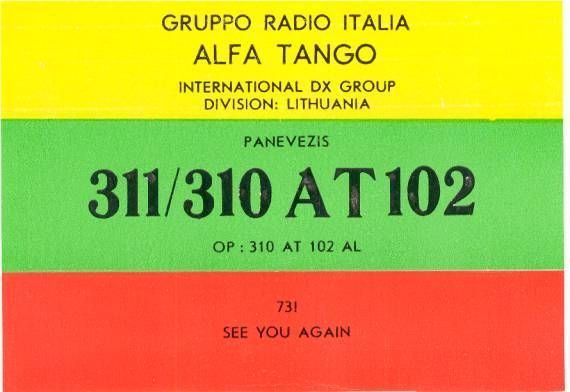 GRUPPO RADIO ITALIA
ALFA TANGO
INTERNATIONAL DX GROUP
DIVISION: LITHUANIA
PANEVEZIS
311/310 AT 102
OP : 310 AT 102 AL
73!
SEE YOU AGAIN